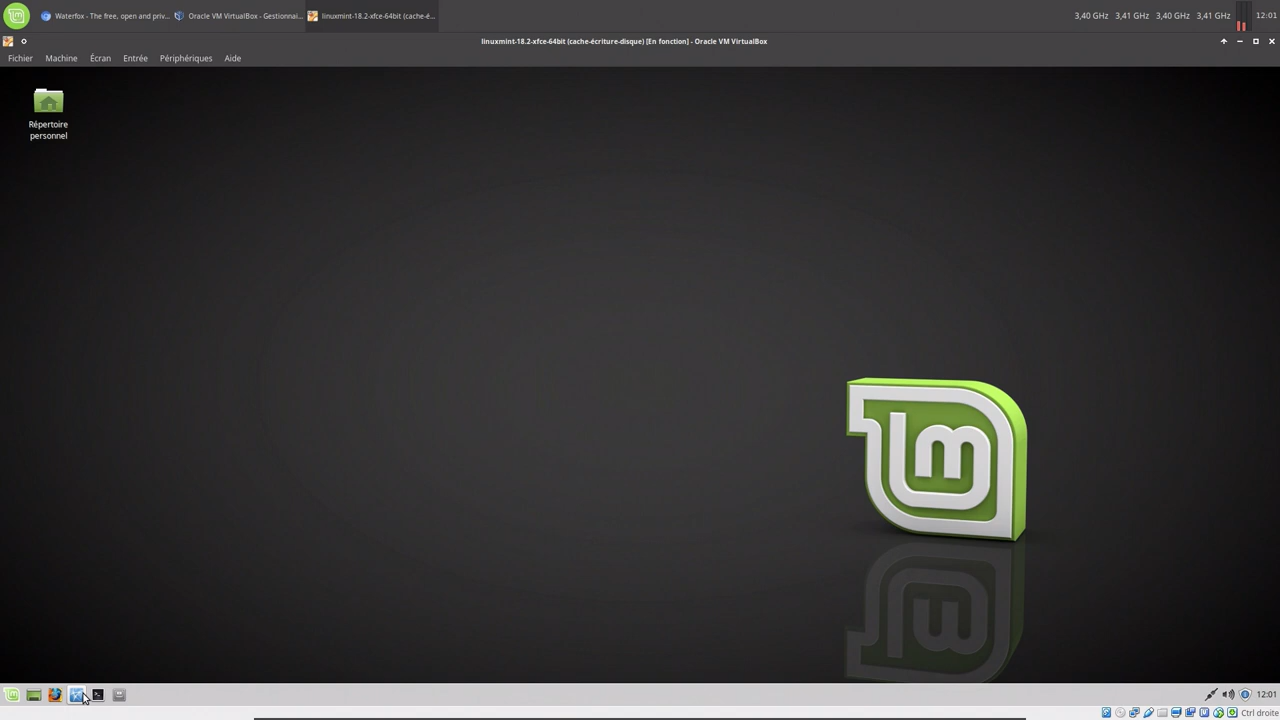 Waterfox - The free, open and priv...
Oracle VM VirtualBox - Gestionnai...
linuxmint-18.2-xfce-64bit (cache-é...
3,40 GHz 3,41 GHz 3,40 GHz 3,41 GHz
12:01
linuxmint-18.2-xfce-64bit (cache-écriture-disque) [En fonction] - Oracle VM VirtualBox
Fichier Machine Écran Entrée Périphériques Aide
Répertoire
personnel
12:01
Ctrl droite